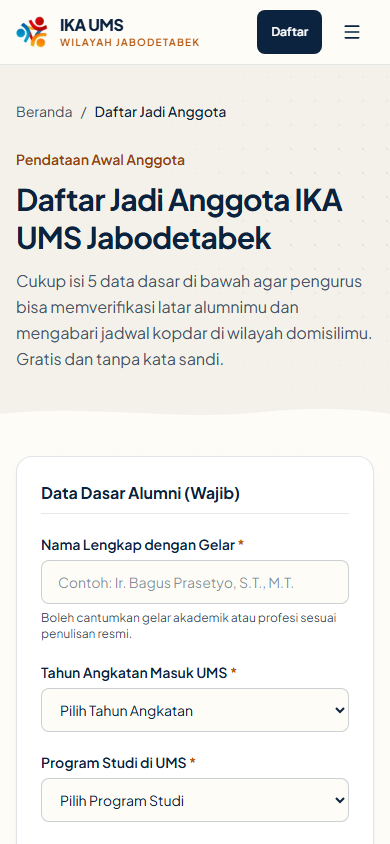 IKA UMS
WILAYAH JABODETABEK
Daftar
Beranda / Daftar Jadi Anggota
Pendataan Awal Anggota
Daftar Jadi Anggota IKA
UMS Jabodetabek
Cukup isi 5 data dasar di bawah agar pengurus
bisa memverifikasi latar alumnimu dan
mengabari jadwal kopdar di wilayah domisilimu.
Gratis dan tanpa kata sandi.
Data Dasar Alumni (Wajib)
Nama Lengkap dengan Gelar *
Contoh: Ir. Bagus Prasetyo, S.T., M.T.
Boleh cantumkan gelar akademik atau profesi sesuai
penulisan resmi.
Tahun Angkatan Masuk UMS *
Pilih Tahun Angkatan
Program Studi di UMS *
Pilih Program Studi